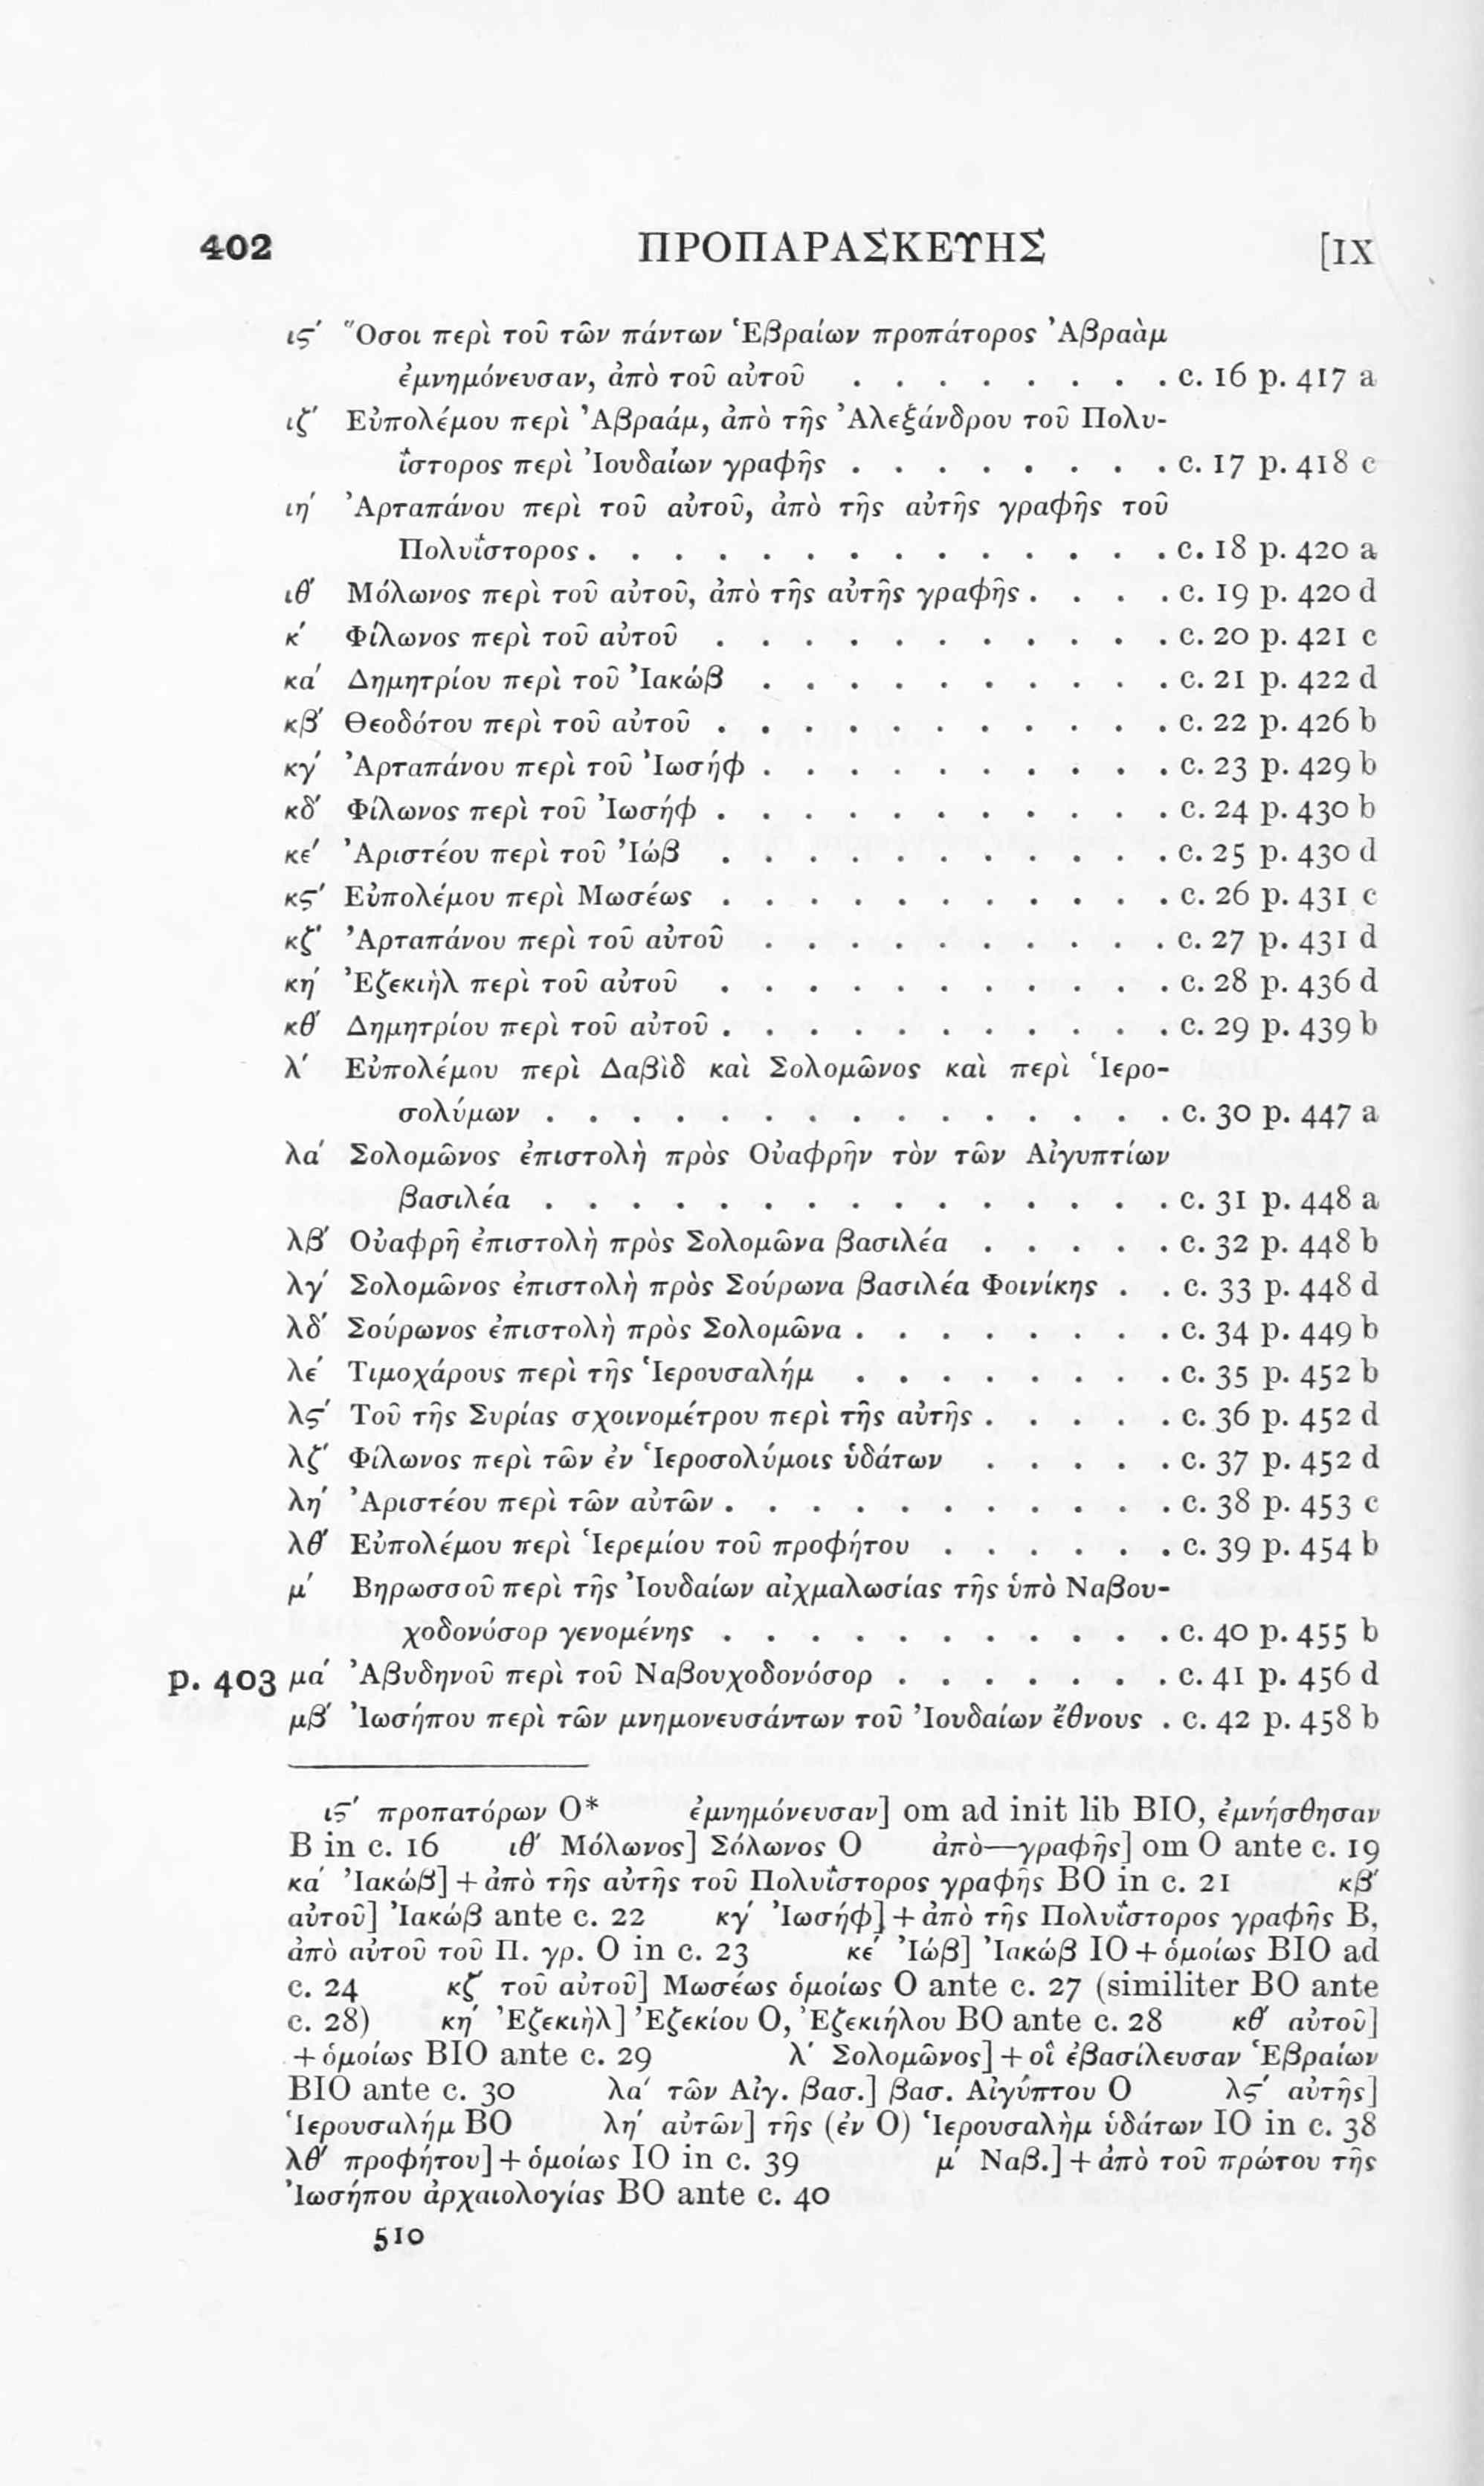 402 ΠΡΟΠΑΡΑΣΚΕΥΗΣ [IX
ις´ Ὅσοι περὶ τοῦ τῶν πάντων Ἑβραίων προπάτορος Ἀβραὰμ
ἐμνημόνευσαν, ἀπὸ τοῦ αὐτοῦ . . . . . . . . c. 16 p. 417 a
ιζ´ Εὐπολέμου περὶ Ἀβραάμ, ἀπὸ τῆς Ἀλεξάνδρου τοῦ Πολυ-
ΐστορος περὶ Ἰουδαίων γραφῆς . . . . . . . . c. 17 p. 418 c
ιη´ Ἀρταπάνου περὶ τοῦ αὐτοῦ, ἀπὸ τῆς αὐτῆς γραφῆς τοῦ
Πολυΐστορος . . . . . . . . . . . . . . c. 18 p. 420 a
ιθ´ Μόλωνος περὶ τοῦ αὐτοῦ, ἀπὸ τῆς αὐτῆς γραφῆς . . . . c. 19 p. 420 d
κ´ Φίλωνος περὶ τοῦ αὐτοῦ . . . . . . . . . . . c. 20 p. 421 c
κα´ Δημητρίου περὶ τοῦ Ἰακώβ . . . . . . . . . . c. 21 p. 422 d
κβ´ Θεοδότου περὶ τοῦ αὐτοῦ . . . . . . . . . . . c. 22 p. 426 b
κγ´ Ἀρταπάνου περὶ τοῦ Ἰωσήφ . . . . . . . . . . c. 23 p. 429 b
κδ´ Φίλωνος περὶ τοῦ Ἰωσήφ . . . . . . . . . . . c. 24 p. 430 b
κε´ Ἀριστέου περὶ τοῦ Ἰώβ . . . . . . . . . . . c. 25 p. 430 d
κς´ Εὐπολέμου περὶ Μωσέως . . . . . . . . . . . c. 26 p. 431 c
κζ´ Ἀρταπάνου περὶ τοῦ αὐτοῦ . . . . . . . . . . c. 27 p. 431 d
κη´ Ἐζεκιὴλ περὶ τοῦ αὐτοῦ . . . . . . . . . . . c. 28 p. 436 d
κθ´ Δημητρίου περὶ τοῦ αὐτοῦ . . . . . . . . . . . c. 29 p. 439 b
λ´ Εὐπολέμου περὶ Δαβὶδ καὶ Σολομῶνος καὶ περὶ Ἱερο-
σολύμων . . . . . . . . . . . . . . . c. 30 p. 447 a
λα´ Σολομῶνος ἐπιστολὴ πρὸς Οὐαφρῆν τὸν τῶν Αἰγυπτίων
βασιλέα . . . . . . . . . . . . . . . c. 31 p. 448 a
λβ´ Οὐαφρῆ ἐπιστολὴ πρὸς Σολομῶνα βασιλέα . . . . . c. 32 p. 448 b
λγ´ Σολομῶνος ἐπιστολὴ πρὸς Σούρωνα βασιλέα Φοινίκης . . c. 33 p. 448 d
λδ´ Σούρωνος ἐπιστολὴ πρὸς Σολομῶνα . . . . . . . . c. 34 p. 449 b
λε´ Τιμοχάρους περὶ τῆς Ἱερουσαλήμ . . . . . . . . c. 35 p. 452 b
λς´ Τοῦ τῆς Συρίας σχοινομέτρου περὶ τῆς αὐτῆς . . . . . c. 36 p. 452 d
λζ´ Φίλωνος περὶ τῶν ἐν Ἱεροσολύμοις ὑδάτων . . . . . c. 37 p. 452 d
λη´ Ἀριστέου περὶ τῶν αὐτῶν . . . . . . . . . . . c. 38 p. 453 c
λθ´ Εὐπολέμου περὶ Ἱερεμίου τοῦ προφήτου . . . . . . c. 39 p. 454 b
μ´ Βηρωσσοῦ περὶ τῆς Ἰουδαίων αἰχμαλωσίας τῆς ὑπὸ Ναβου-
χοδονόσορ γενομένης . . . . . . . . . . . c. 40 p. 455 b
p. 403 μα´ Ἀβυδηνοῦ περὶ τοῦ Ναβουχοδονόσορ . . . . . . . c. 41 p. 456 d
μβ´ Ἰωσήπου περὶ τῶν μνημονευσάντων τοῦ Ἰουδαίων ἔθνους . c. 42 p. 458 b
ις´ προπατόρων O* ἐμνημόνευσαν] om ad init lib BIO, ἐμνήσθησαν
B in c. 16 ιθ´ Μόλωνος] Σόλωνος O ἀπὸ—γραφῆς] om O ante c. 19
κα´ Ἰακώβ] + ἀπὸ τῆς αὐτῆς τοῦ Πολυΐστορος γραφῆς BO in c. 21 κβ´
αὐτοῦ] Ἰακώβ ante c. 22 κγ´ Ἰωσήφ] + ἀπὸ τῆς Πολυΐστορος γραφῆς B,
ἀπὸ αὐτοῦ τοῦ Π. γρ. O in c. 23 κε´ Ἰώβ] Ἰακώβ IO + ὁμοίως BIO ad
c. 24 κζ´ τοῦ αὐτοῦ] Μωσέως ὁμοίως O ante c. 27 (similiter BO ante
c. 28) κη´ Ἐζεκιὴλ] Ἐζεκίου O, Ἐζεκιήλου BO ante c. 28 κθ´ αὐτοῦ]
+ ὁμοίως BIO ante c. 29 λ´ Σολομῶνος] + οἳ ἐβασίλευσαν Ἑβραίων
BIO ante c. 30 λα´ τῶν Αἰγ. βασ.] βασ. Αἰγύπτου O λς´ αὐτῆς]
Ἱερουσαλήμ BO λη´ αὐτῶν] τῆς (ἐν O) Ἱερουσαλὴμ ὑδάτων IO in c. 38
λθ´ προφήτου] + ὁμοίως IO in c. 39 μ´ Ναβ.] + ἀπὸ τοῦ πρώτου τῆς
Ἰωσήπου ἀρχαιολογίας BO ante c. 40
510